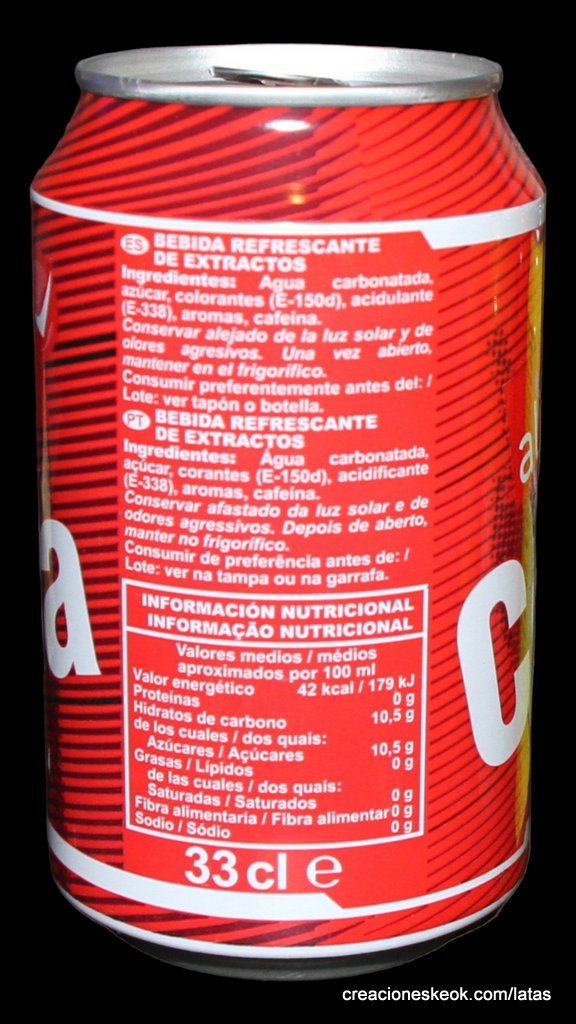 ES BEBIDA REFRESCANTE
DE EXTRACTOS
Ingredientes: Agua carbonatada,
azúcar, colorantes (E-150d), acidulante
(E-338), aromas, cafeína.
Conservar alejado de la luz solar y de
olores agresivos. Una vez abierto,
mantener en el frigorífico.
Consumir preferentemente antes del: /
Lote: ver tapón o botella.
PT BEBIDA REFRESCANTE
DE EXTRACTOS
Ingredientes: Água carbonatada,
açúcar, corantes (E-150d), acidificante
(E-338), aromas, cafeína.
Conservar afastado da luz solar e de
odores agressivos. Depois de aberto,
manter no frigorífico.
Consumir de preferência antes de: /
Lote: ver na tampa ou na garrafa.
INFORMACIÓN NUTRICIONAL
INFORMAÇÃO NUTRICIONAL
Valores medios / médios
aproximados por 100 ml
Valor energético 42 kcal / 179 kJ
Proteínas 0 g
Hidratos de carbono 10,5 g
de los cuales / dos quais:
Azúcares / Açúcares 10,5 g
Grasas / Lípidos 0 g
de las cuales / dos quais:
Saturadas / Saturados 0 g
Fibra alimentaria / Fibra alimentar 0 g
Sodio / Sódio 0 g
33 cl e
a
C
creacioneskeok.com/latas